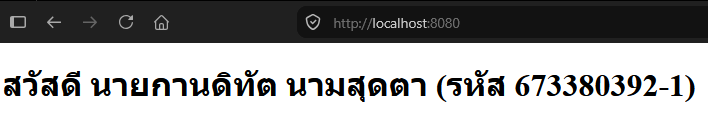 http://localhost:8080
สวัสดี นายกานดิทัต นามสุดตา (รหัส 673380392-1)